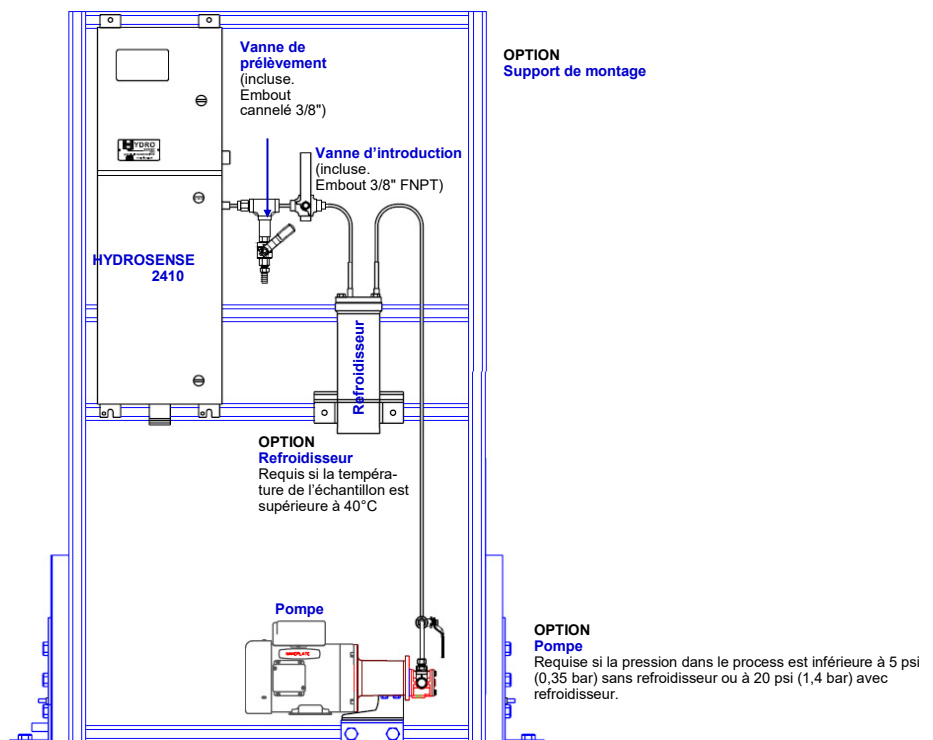 Vanne de
prélèvement
(incluse.
Embout
cannelé 3/8")
OPTION
Support de montage
YDRO
Vanne d'introduction
(incluse.
Embout 3/8" FNPT)
HYDROSENSE
2410
Refroidisseur
OPTION
Refroidisseur
Requis si la tempéra-
ture de l'échantillon est
supérieure à 40°C
Pompe
NAMEPLATE
OPTION
Pompe
Requise si la pression dans le process est inférieure à 5 psi
(0,35 bar) sans refroidisseur ou à 20 psi (1,4 bar) avec
refroidisseur.